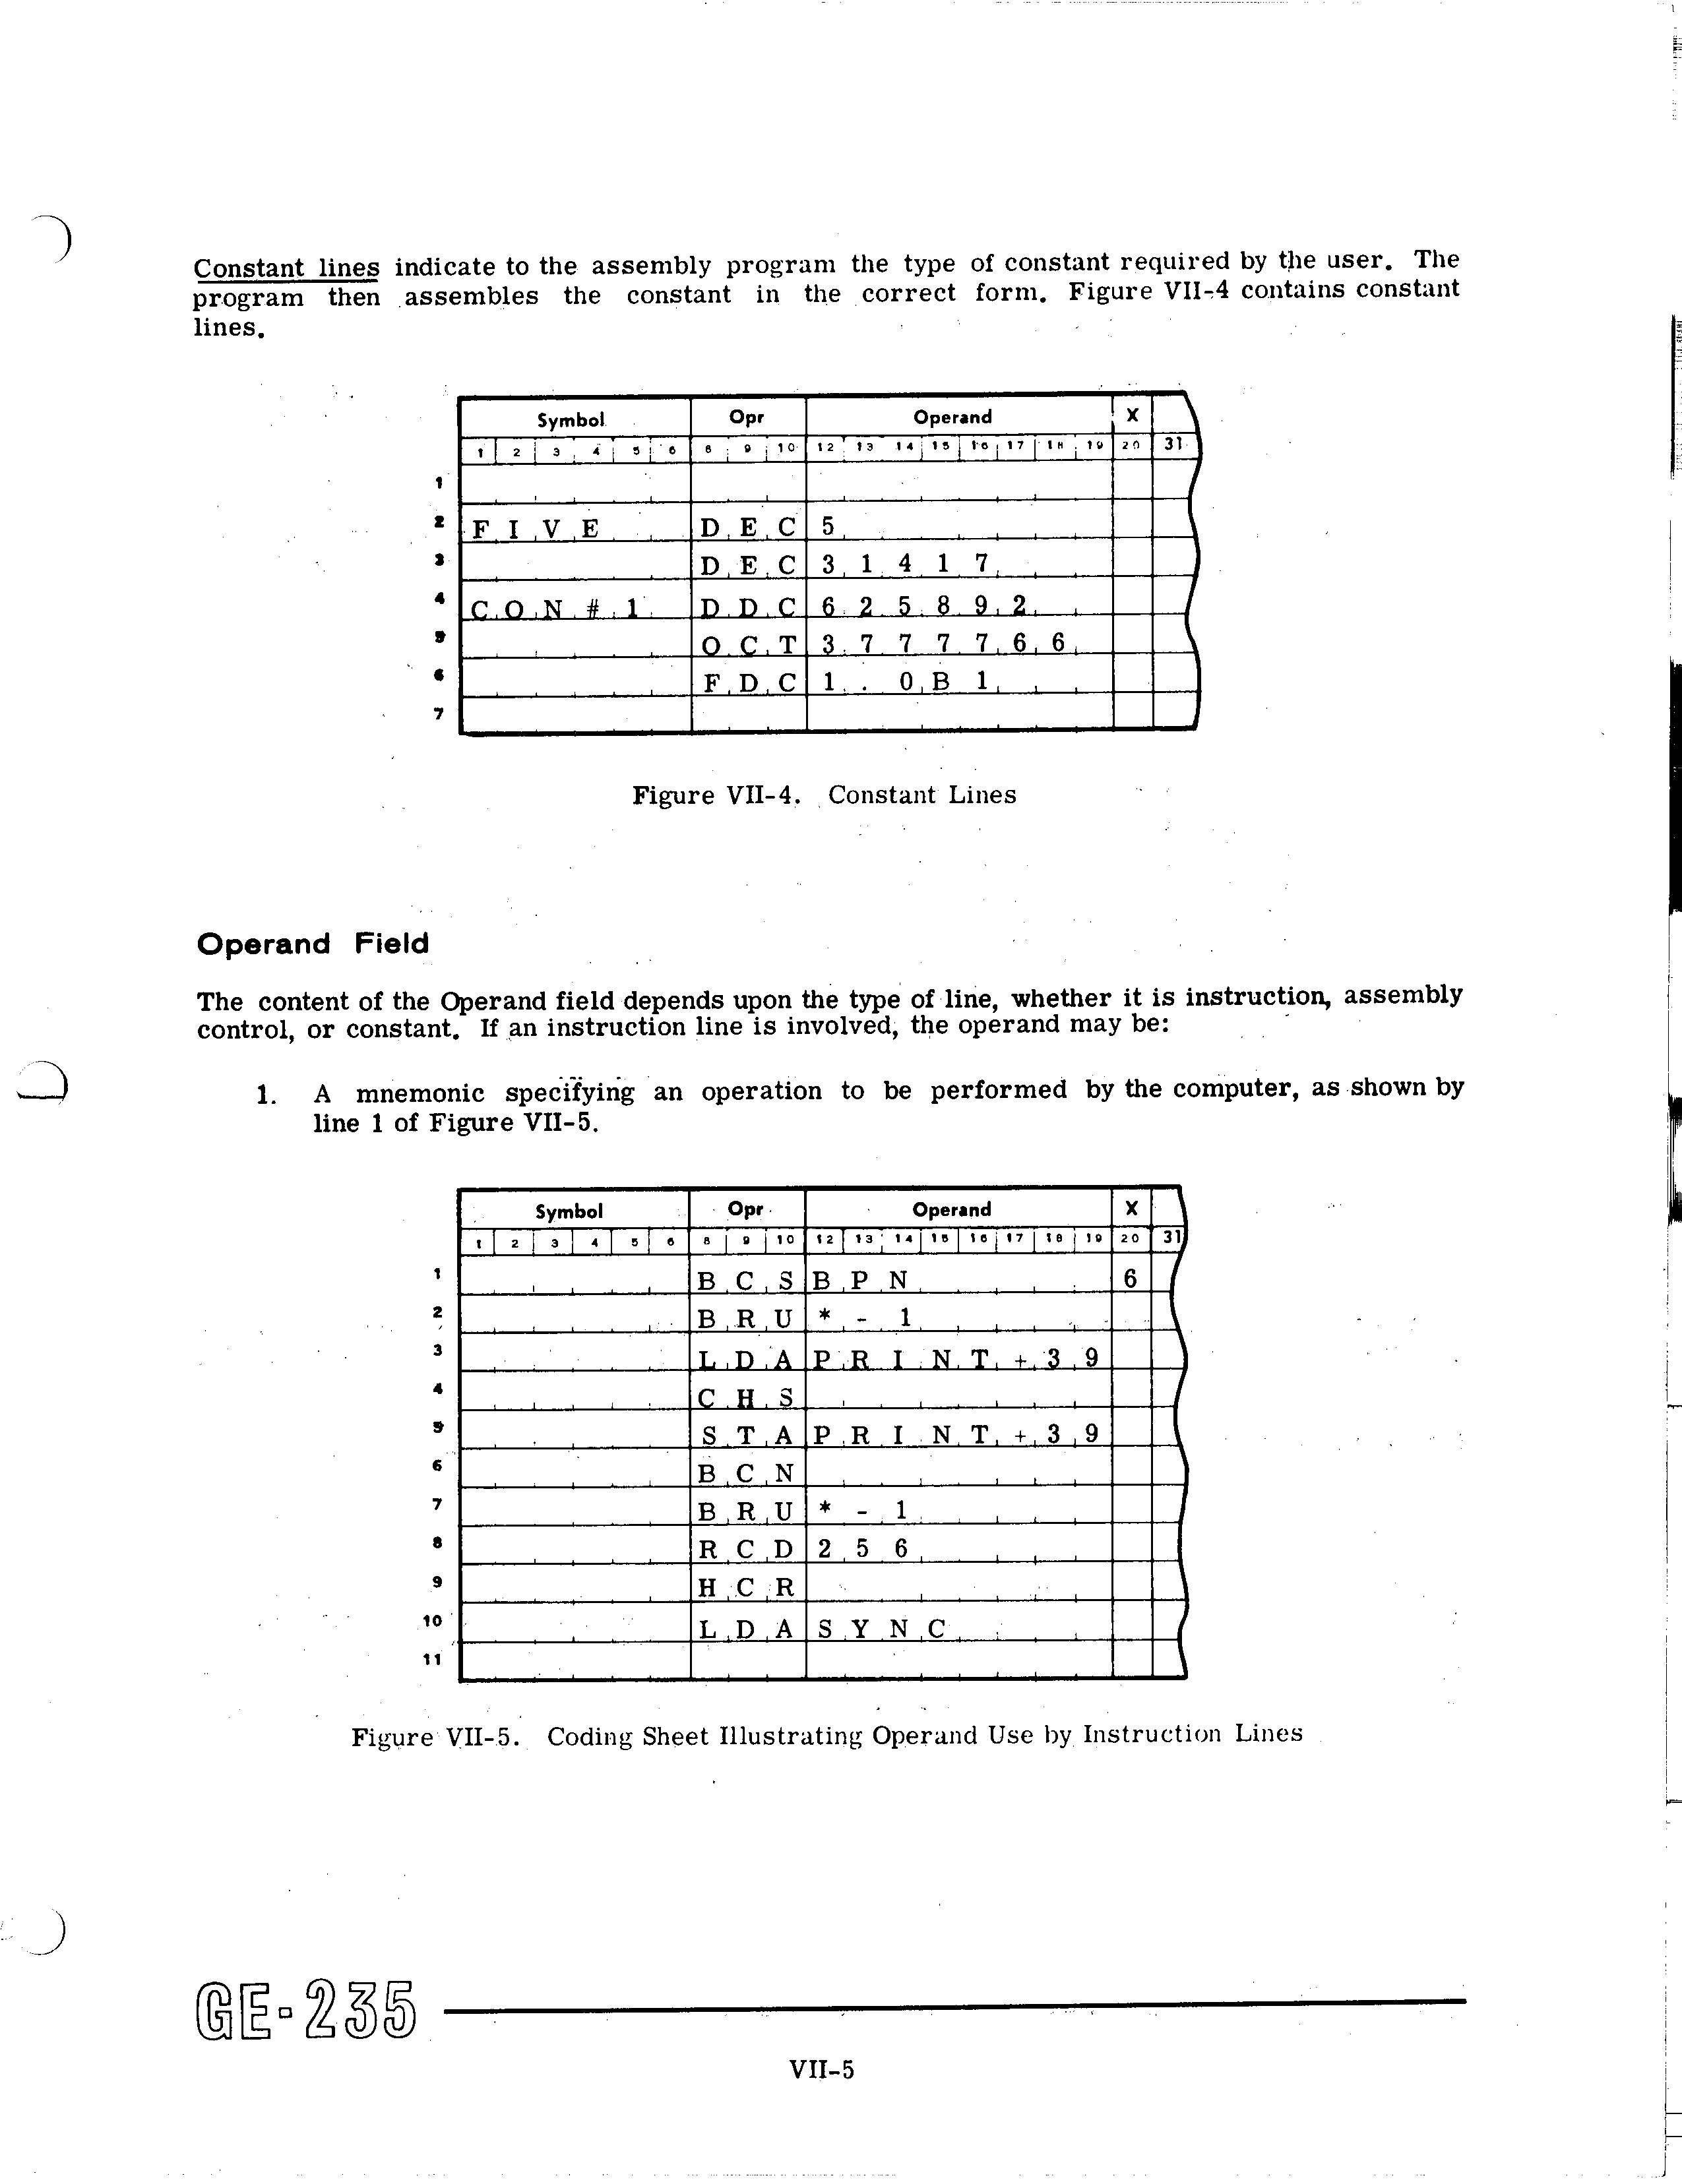 Constant lines indicate to the assembly program the type of constant required by the user. The
program then assembles the constant in the correct form. Figure VII-4 contains constant
lines.
Symbol Opr Operand X
1 2 3 4 5 6 8 9 10 12 13 14 15 16 17 18 19 20 31
1
2 FIVE DEC 5
3 DEC 31417
4 CON#1 DDC 625892
5 OCT 3777766
6 FDC 1.0B1
7
Figure VII-4. Constant Lines
Operand Field
The content of the Operand field depends upon the type of line, whether it is instruction, assembly
control, or constant. If an instruction line is involved, the operand may be:
1. A mnemonic specifying an operation to be performed by the computer, as shown by
line 1 of Figure VII-5.
Symbol Opr Operand X
1 2 3 4 5 6 8 9 10 12 13 14 15 16 17 18 19 20 31
1 BCS BPN 6
2 BRU *-1
3 LDA PRINT+39
4 CHS
5 STA PRINT+39
6 BCN
7 BRU *-1
8 RCD 256
9 HCR
10 LDA SYNC
11
Figure VII-5. Coding Sheet Illustrating Operand Use by Instruction Lines
GE-235
VII-5